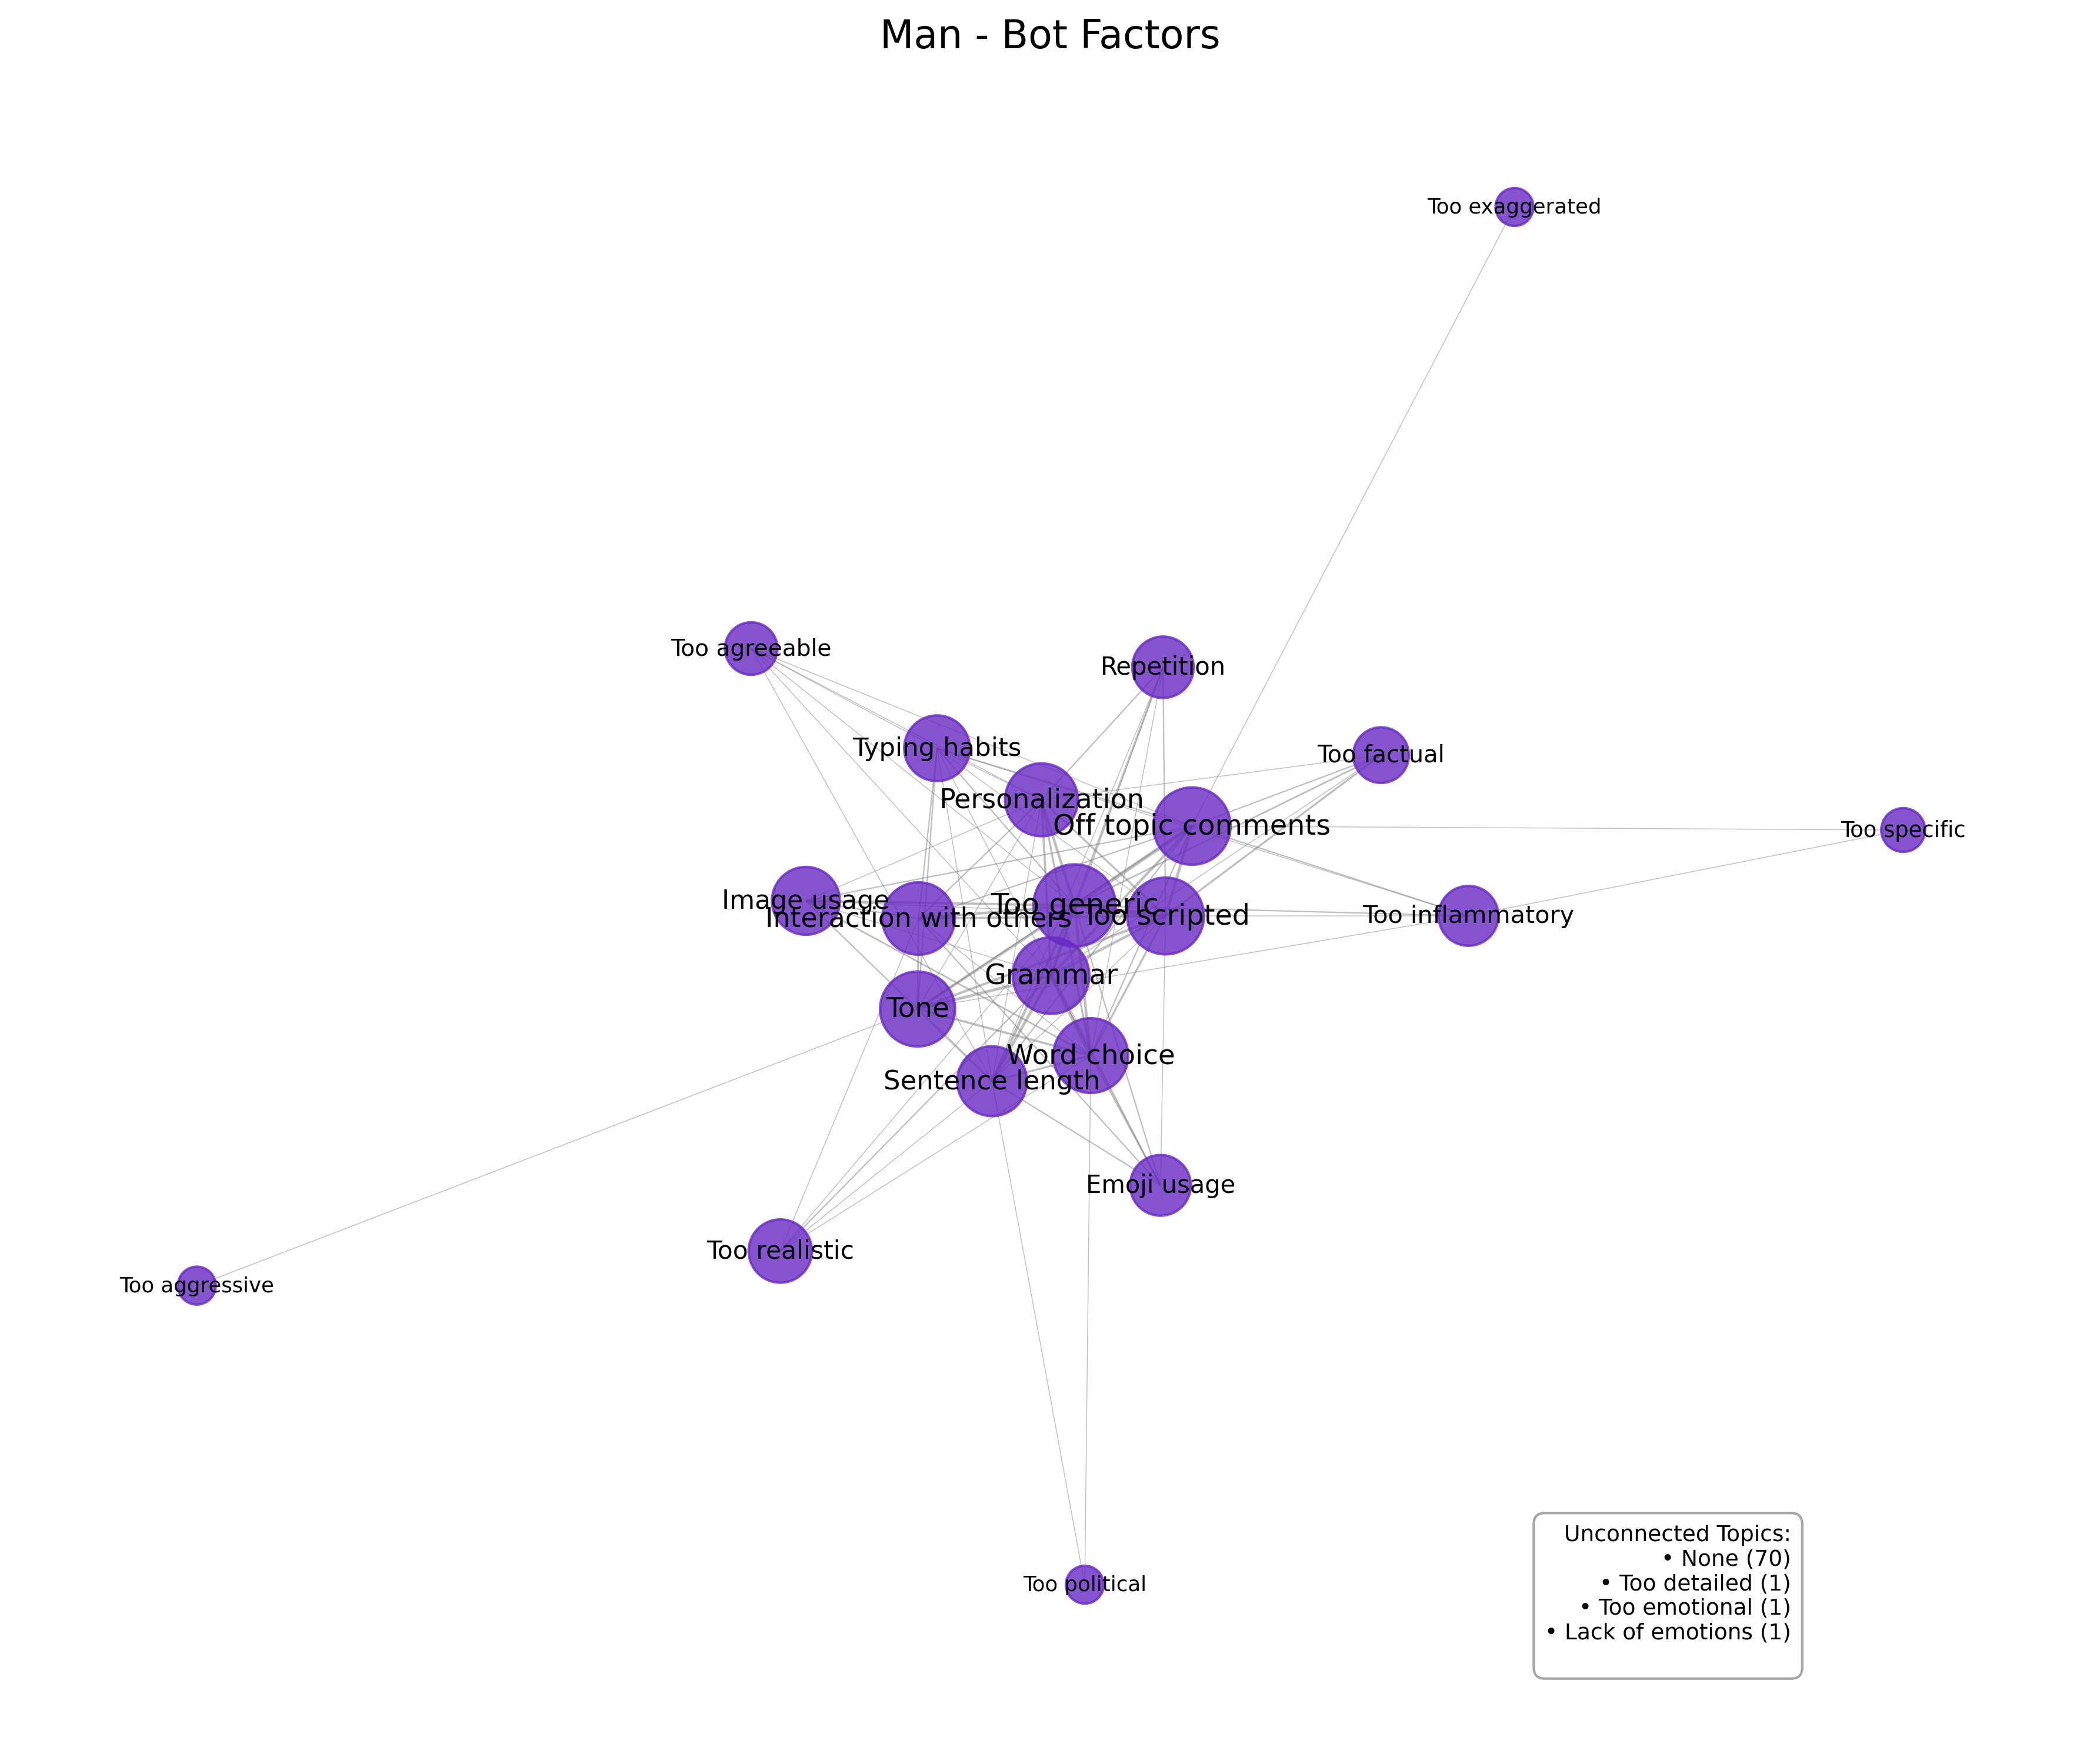 Man - Bot Factors
Too exaggerated
Too agreeable
Repetition
Typing habits
Too factual
Personalization
Off topic comments
Too specific
Image usage
Too generic
Interaction with others
Too scripted
Too inflammatory
Grammar
Tone
Word choice
Sentence length
Emoji usage
Too realistic
Too aggressive
Too political
Unconnected Topics:
• None (70)
• Too detailed (1)
• Too emotional (1)
• Lack of emotions (1)